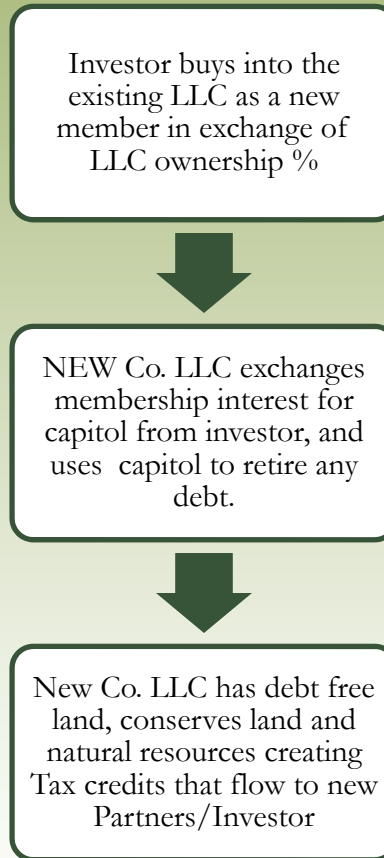 Investor buys into the
existing LLC as a new
member in exchange of
LLC ownership %
NEW Co. LLC exchanges
membership interest for
capitol from investor, and
uses capitol to retire any
debt.
New Co. LLC has debt free
land, conserves land and
natural resources creating
Tax credits that flow to new
Partners/Investor